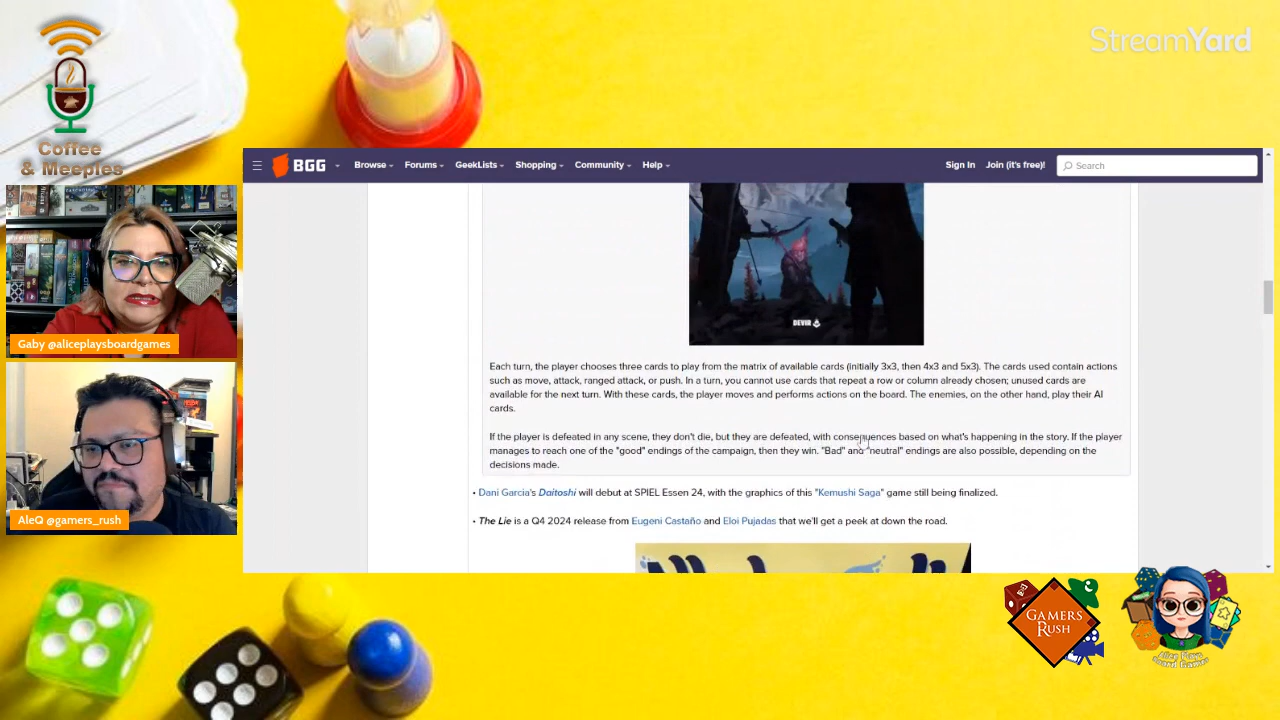 StreamYard
Coffee
& Meeples
BGG
Browse
Forums
GeekLists
Shopping
Community
Help
Sign In
Join (it's free)!
Search
DEVIR
Each turn, the player chooses three cards to play from the matrix of available cards (initially 3x3, then 4x3 and 5x3). The cards used contain actions
such as move, attack, ranged attack, or push. In a turn, you cannot use cards that repeat a row or column already chosen; unused cards are
available for the next turn. With these cards, the player moves and performs actions on the board. The enemies, on the other hand, play their AI
cards.
If the player is defeated in any scene, they don't die, but they are defeated, with consequences based on what's happening in the story. If the player
manages to reach one of the "good" endings of the campaign, then they win. "Bad" and "neutral" endings are also possible, depending on the
decisions made.
• Dani Garcia's Daitoshi will debut at SPIEL Essen 24, with the graphics of this "Kemushi Saga" game still being finalized.
• The Lie is a Q4 2024 release from Eugeni Castaño and Eloi Pujadas that we'll get a peek at down the road.
Gaby @aliceplaysboardgames
AleQ @gamers_rush
GAMERS
RUSH
Alice Plays
Board Games